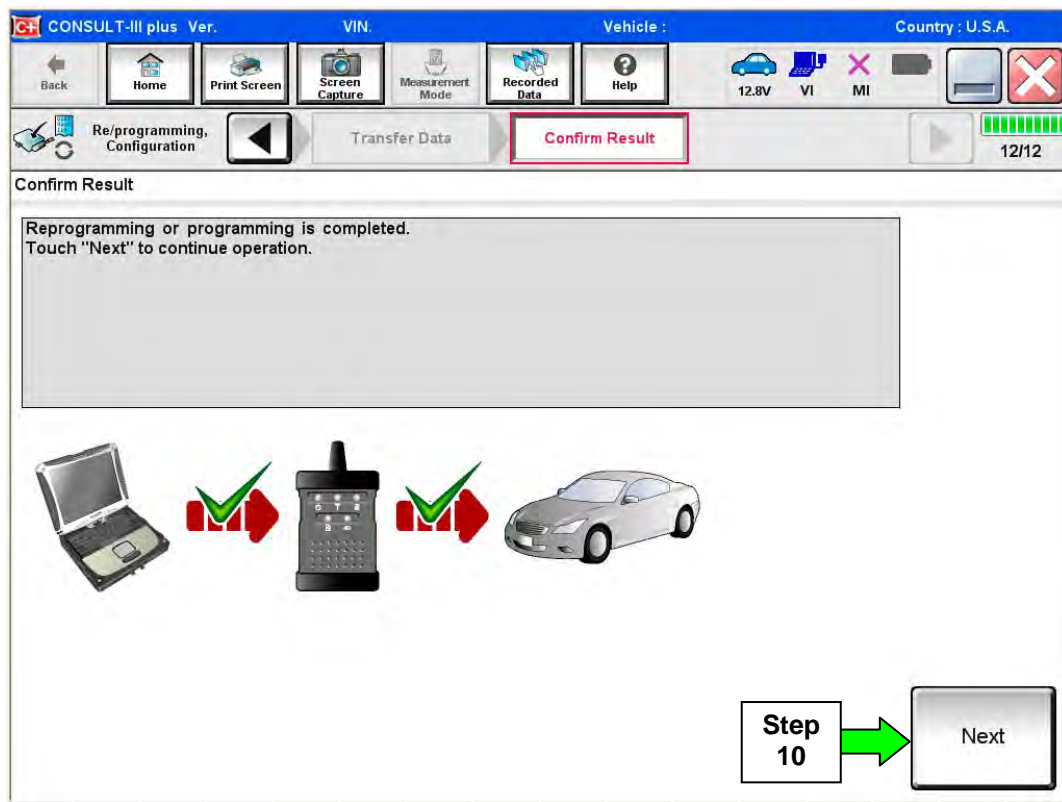 C+ CONSULT-III plus Ver. VIN. Vehicle : Country : U.S.A.
Back
Home
Print Screen
Screen
Capture
Measurement
Mode
Recorded
Data
Help
12.8V
VI
MI
Re/programming,
Configuration
Transfer Data
Confirm Result
12/12
Confirm Result
Reprogramming or programming is completed.
Touch "Next" to continue operation.
Step
10
Next